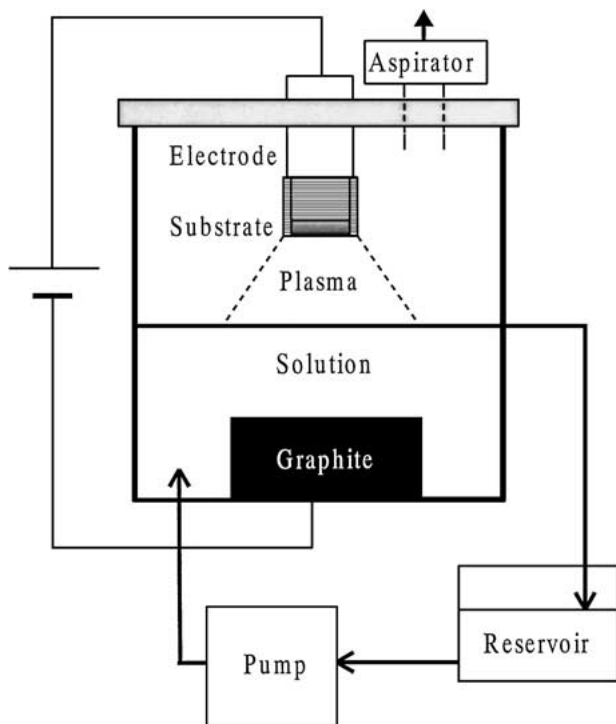 Aspirator
Electrode
Substrate
Plasma
Solution
Graphite
Reservoir
Pump